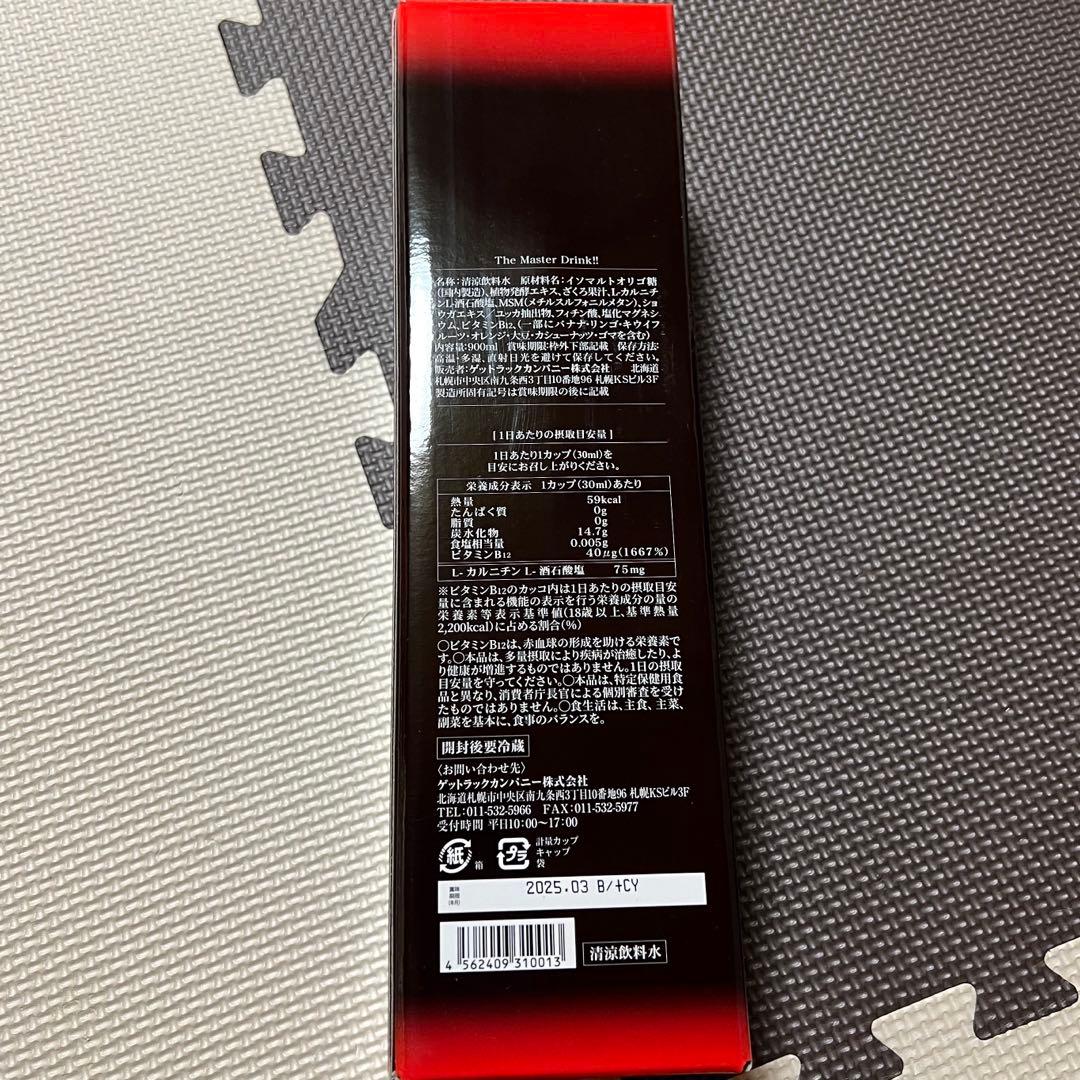 The Master Drink!!
名称:清涼飲料水 原材料名:イソマルトオリゴ糖
(国内製造)、植物発酵エキス、ざくろ果汁、L-カルニチ
ンL-酒石酸塩、MSM(メチルスルフォニルメタン)、ショ
ウガエキス/ユッカ抽出物、フィチン酸、塩化マグネシ
ウム、ビタミンB12、(一部にバナナ・リンゴ・キウイフ
ルーツ・オレンジ・大豆・カシューナッツ・ゴマを含む)
内容量:900ml 賞味期限:枠外下部記載 保存方法:
高温・多湿、直射日光を避けて保存してください。
販売者:ゲットラックカンパニー株式会社 北海道
札幌市中央区南九条西3丁目10番地96 札幌KSビル3F
製造所固有記号は賞味期限の後に記載
[1日あたりの摂取目安量]
1日あたり1カップ(30ml)を
目安にお召し上がりください。
栄養成分表示 1カップ(30ml)あたり
熱量 59kcal
たんぱく質 0g
脂質 0g
炭水化物 14.7g
食塩相当量 0.005g
ビタミンB12 40μg(1667%)
L-カルニチン L-酒石酸塩 75mg
※ビタミンB12のカッコ内は1日あたりの摂取目安
量に含まれる機能の表示を行う栄養成分の量の
栄養素等表示基準値(18歳以上、基準熱量
2,200kcal)に占める割合(%)
○ビタミンB12は、赤血球の形成を助ける栄養素で
す。○本品は、多量摂取により疾病が治癒したり、よ
り健康が増進するものではありません。1日の摂取
目安量を守ってください。○本品は、特定保健用食
品と異なり、消費者庁長官による個別審査を受け
たものではありません。○食生活は、主食、主菜、
副菜を基本に、食事のバランスを。
開封後要冷蔵
〈お問い合わせ先〉
ゲットラックカンパニー株式会社
北海道札幌市中央区南九条西3丁目10番地96 札幌KSビル3F
TEL:011-532-5966 FAX:011-532-5977
受付時間 平日10:00～17:00
紙 箱 プラ 計量カップ
キャップ
袋
賞味
期限
(年月)
2025.03 B/+CY
4 562409 310013
清涼飲料水